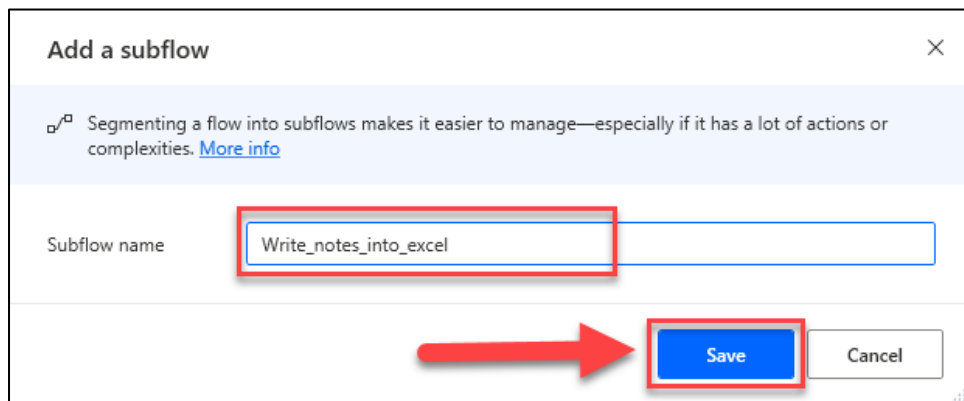 Add a subflow
Segmenting a flow into subflows makes it easier to manage—especially if it has a lot of actions or
complexities. More info
Subflow name
Write_notes_into_excel
Save
Cancel